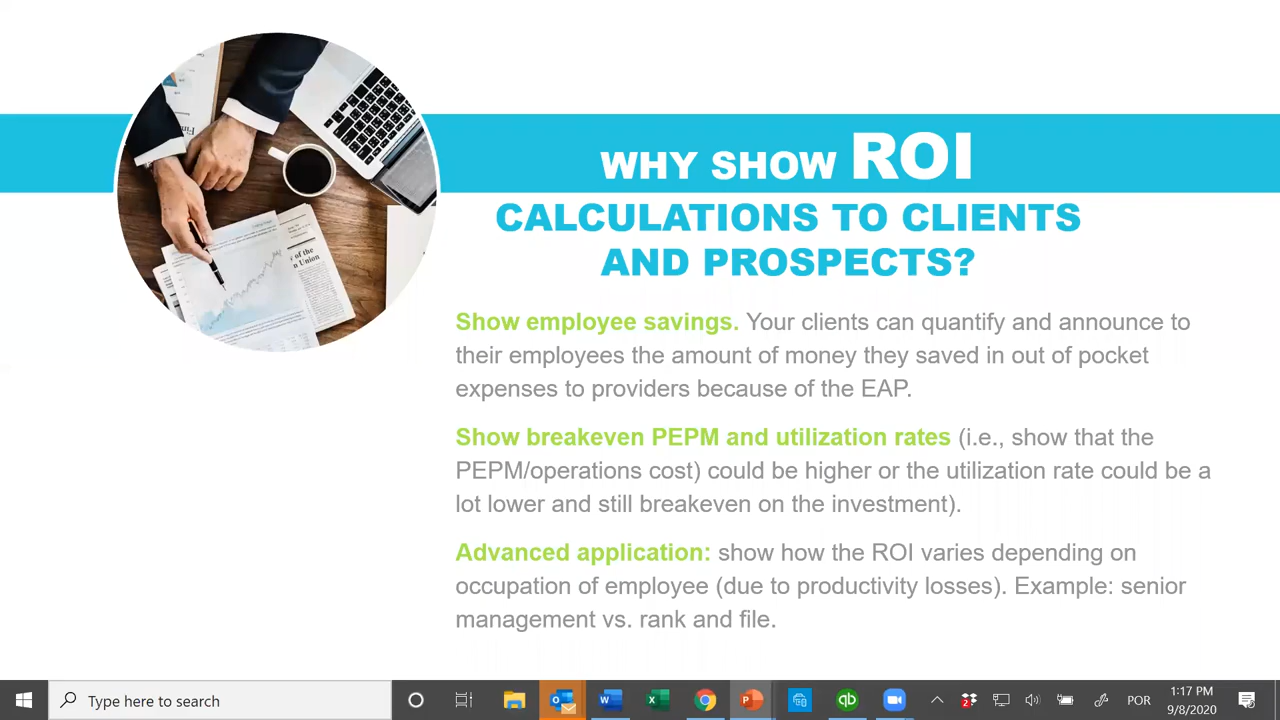 WHY SHOW ROI
CALCULATIONS TO CLIENTS
AND PROSPECTS?
Show employee savings. Your clients can quantify and announce to
their employees the amount of money they saved in out of pocket
expenses to providers because of the EAP.
Show breakeven PEPM and utilization rates (i.e., show that the
PEPM/operations cost) could be higher or the utilization rate could be a
lot lower and still breakeven on the investment).
Advanced application: show how the ROI varies depending on
occupation of employee (due to productivity losses). Example: senior
management vs. rank and file.
y of the
n Union
Type here to search
2
POR
1:17 PM
9/8/2020